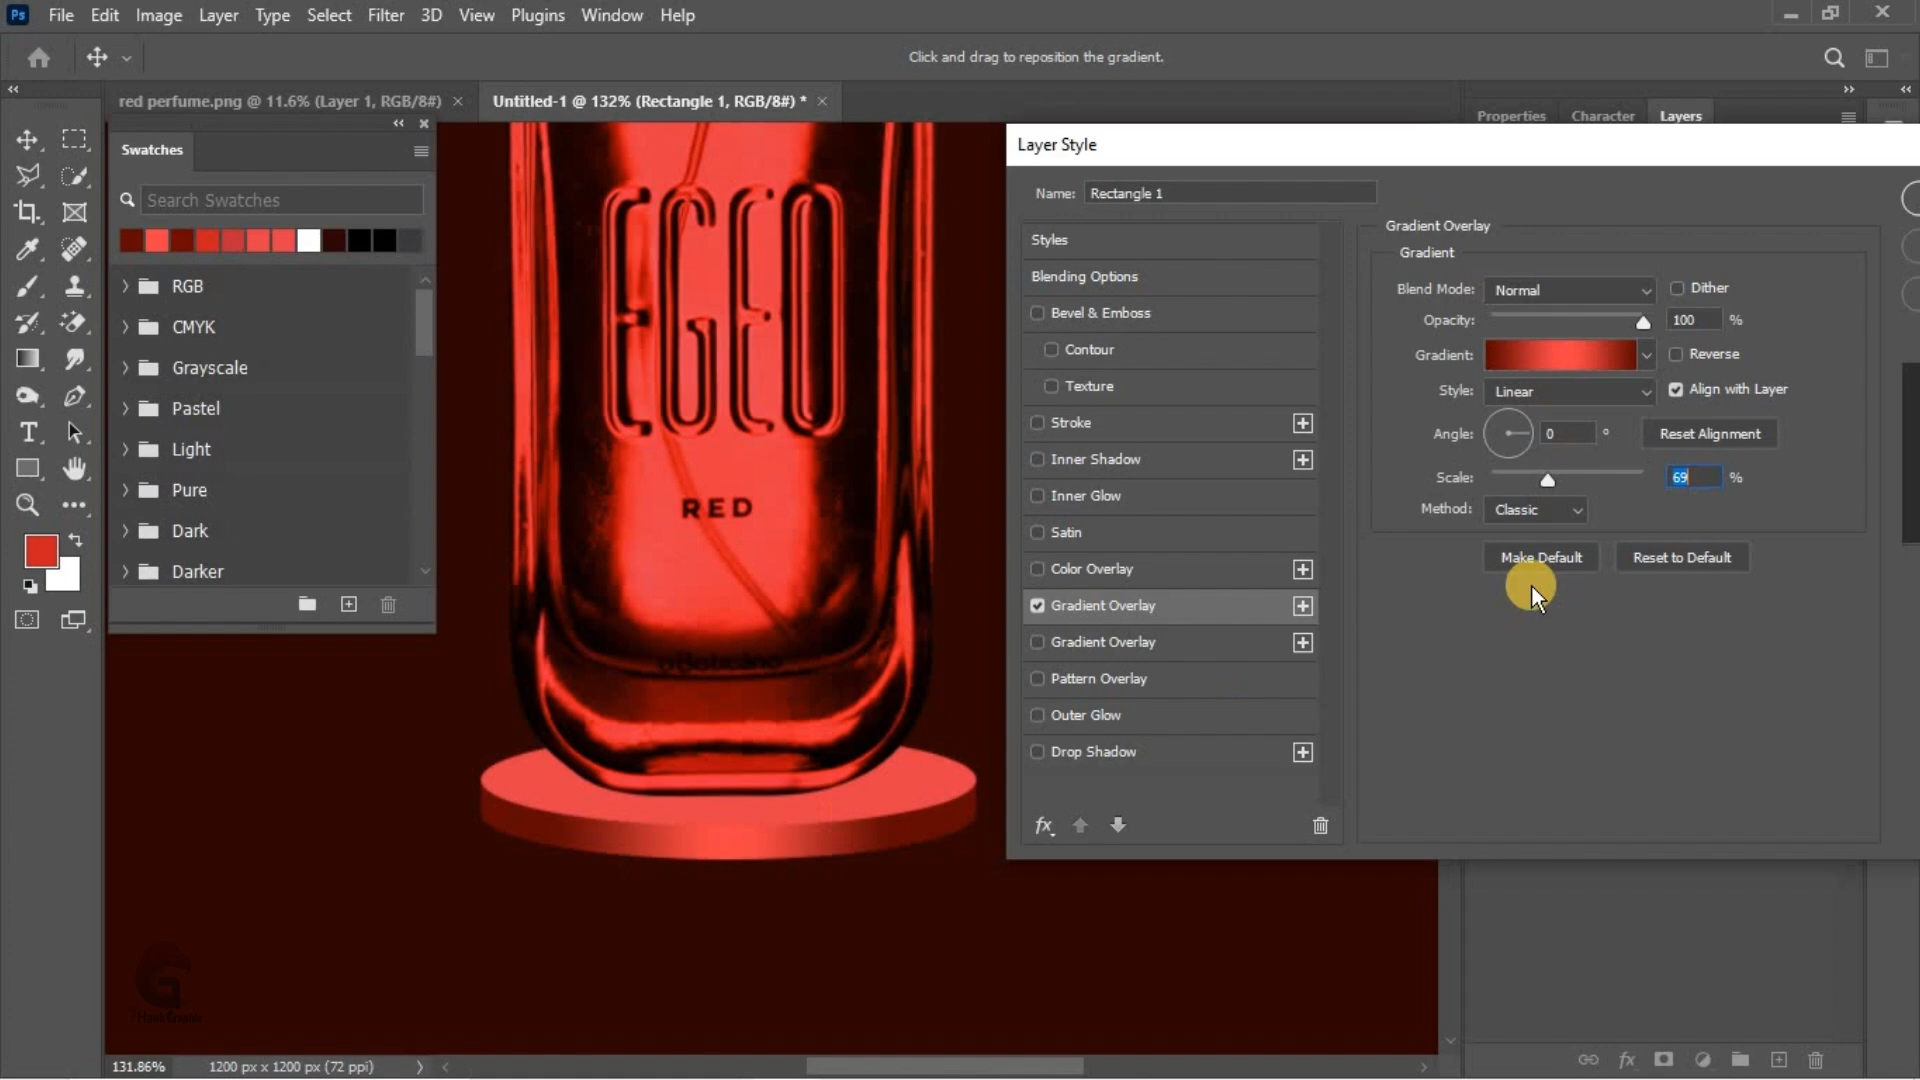 Ps File Edit Image Layer Type Select Filter 3D View Plugins Window Help
Click and drag to reposition the gradient.
red perfume.png @ 11.6% (Layer 1, RGB/8#) Untitled-1 @ 132% (Rectangle 1, RGB/8#) *
Properties Character Layers
Swatches
Search Swatches
RGB
CMYK
Grayscale
Pastel
Light
Pure
Dark
Darker
EGEO
RED
Layer Style
Name: Rectangle 1
Styles
Blending Options
Bevel & Emboss
Contour
Texture
Stroke
Inner Shadow
Inner Glow
Satin
Color Overlay
Gradient Overlay
Gradient Overlay
Pattern Overlay
Outer Glow
Drop Shadow
fx
Gradient Overlay
Gradient
Blend Mode: Normal Dither
Opacity: 100 %
Gradient: Reverse
Style: Linear Align with Layer
Angle: 0 ° Reset Alignment
Scale: 69 %
Method: Classic
Make Default Reset to Default
131.86% 1200 px x 1200 px (72 ppi)
fx